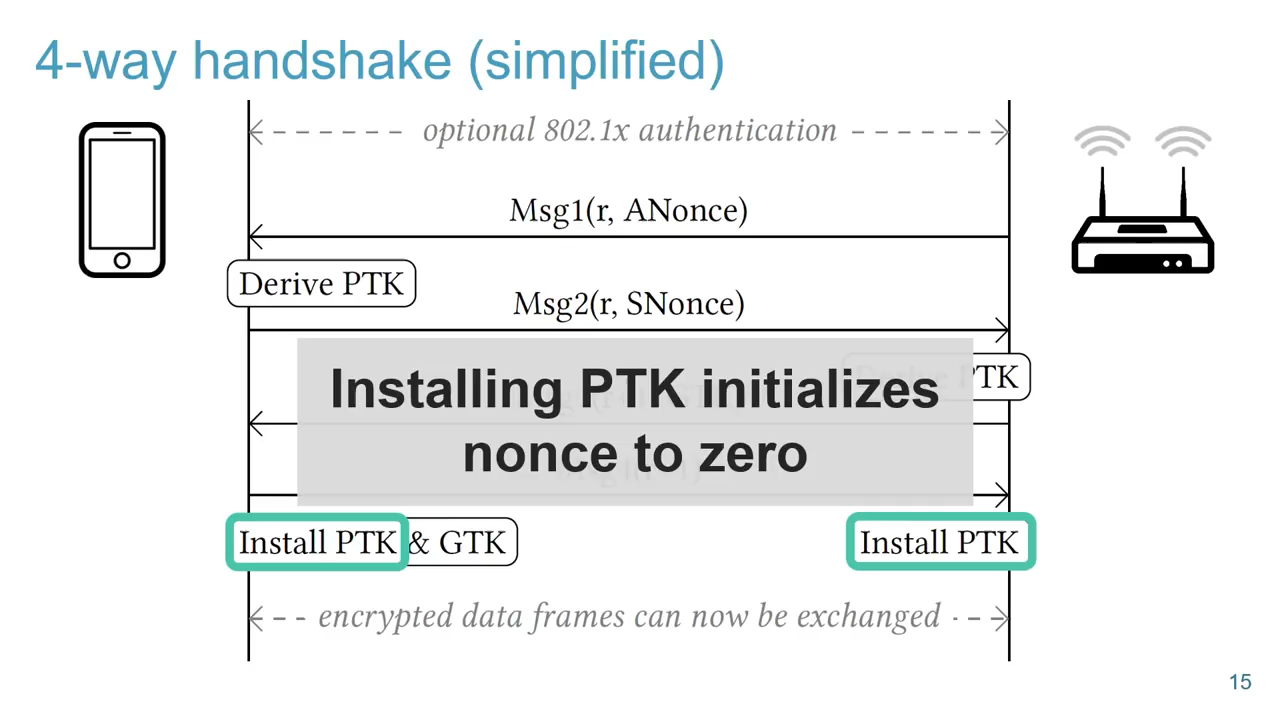 4-way handshake (simplified)
optional 802.1x authentication
Msg1(r, ANonce)
Derive PTK
Msg2(r, SNonce)
PTK
Installing PTK initializes
nonce to zero
Install PTK & GTK
Install PTK
encrypted data frames can now be exchanged
15